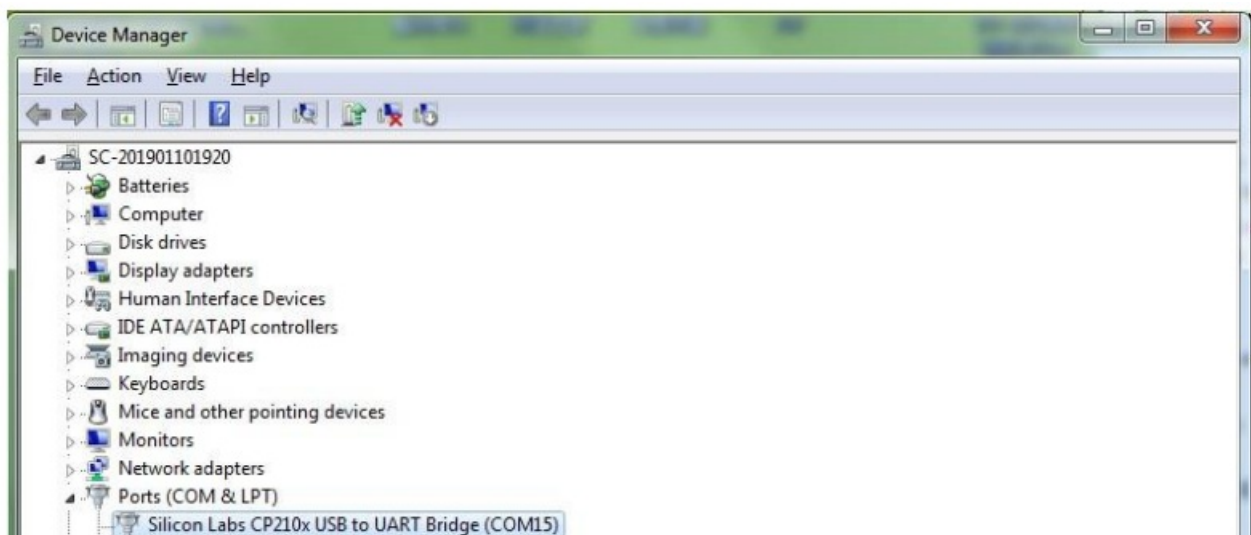 Device Manager
File Action View Help
SC-201901101920
Batteries
Computer
Disk drives
Display adapters
Human Interface Devices
IDE ATA/ATAPI controllers
Imaging devices
Keyboards
Mice and other pointing devices
Monitors
Network adapters
Ports (COM & LPT)
Silicon Labs CP210x USB to UART Bridge (COM15)